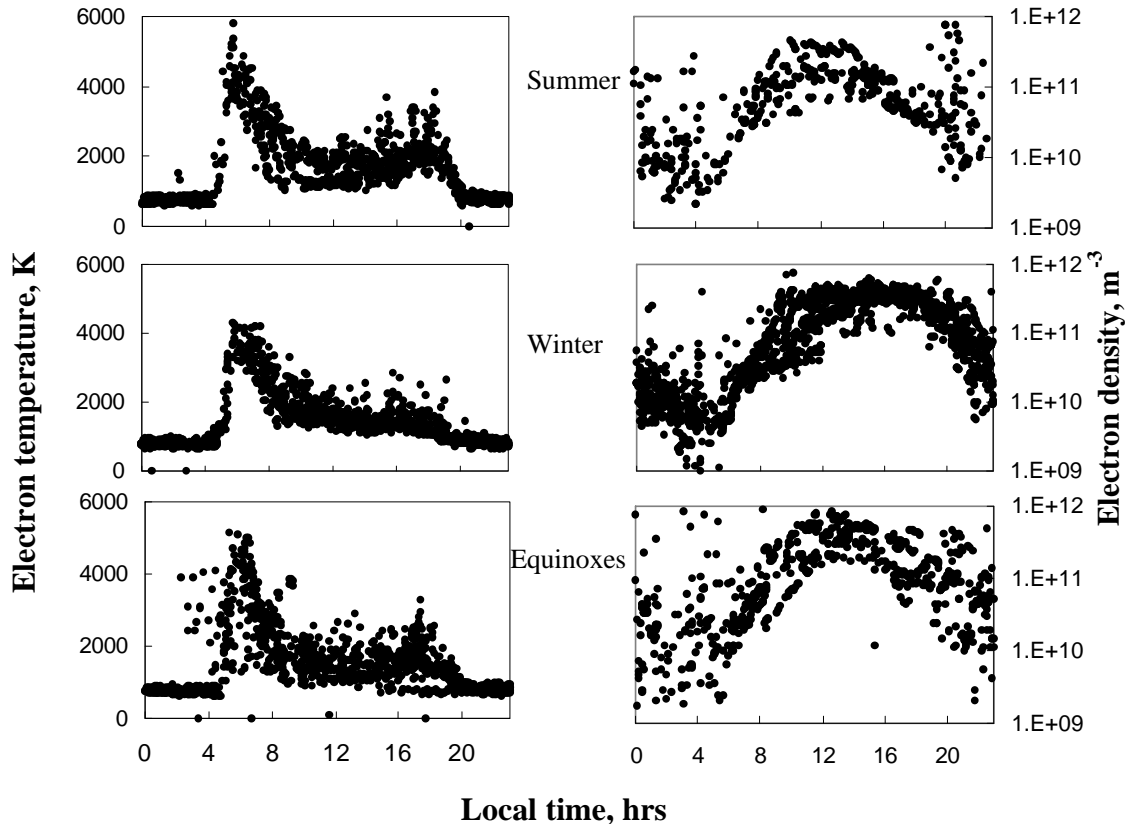 6000
4000
2000
0
Summer
1.E+12
1.E+11
1.E+10
1.E+09
6000
4000
2000
0
Winter
1.E+12
1.E+11
1.E+10
1.E+09
6000
4000
2000
0
Equinoxes
1.E+12
1.E+11
1.E+10
1.E+09
0 4 8 12 16 20
0 4 8 12 16 20
Electron temperature, K
Electron density, m-3
Local time, hrs